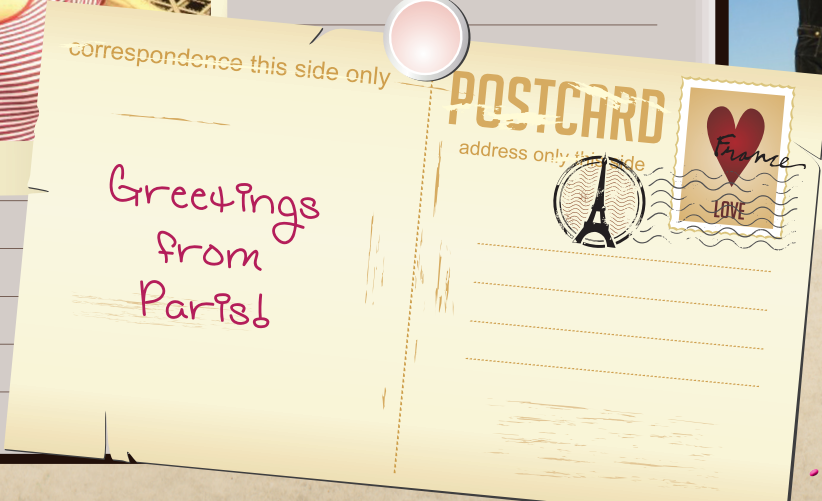 correspondence this side only
POSTCARD
address only this side
France
LOVE
Greetings
from
Paris!